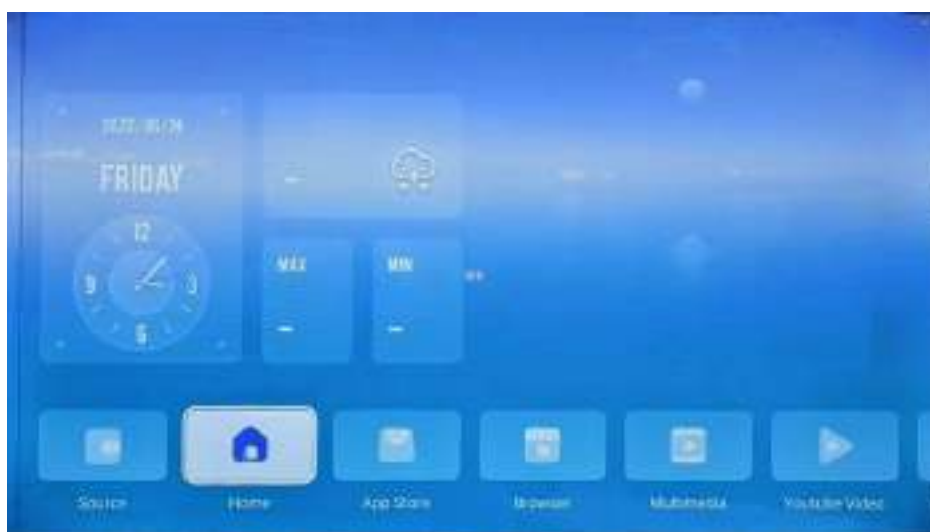 FRIDAY
12
9
3
6
MAX
MIN
Source
Home
App Store
Browser
Multimedia
Youtube Video